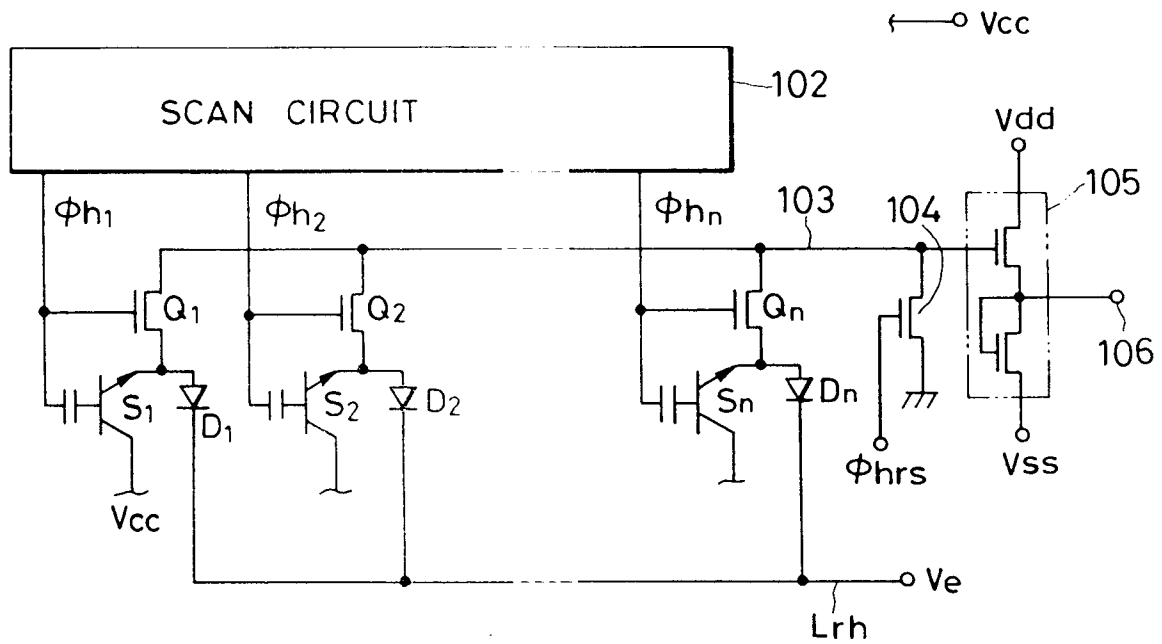 Vcc
102
SCAN CIRCUIT
Vdd
105
ϕh1
ϕh2
ϕhn
103
104
Q1
Q2
Qn
106
S1
D1
S2
D2
Sn
Dn
ϕhrs
Vss
Vcc
Ve
Lrh